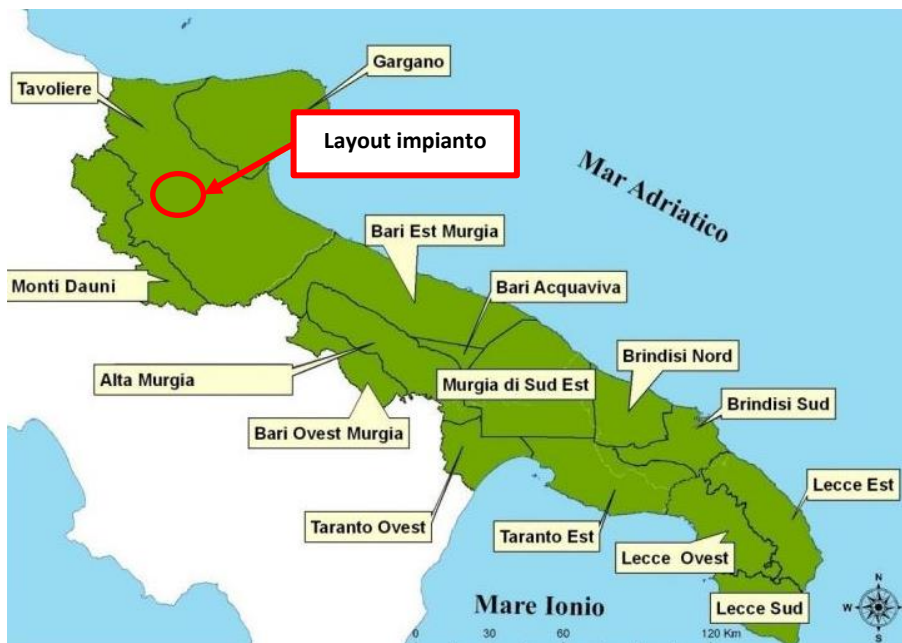 Gargano
Tavoliere
Layout impianto
Mar Adriatico
Bari Est Murgia
Monti Dauni
Bari Acquaviva
Brindisi Nord
Alta Murgia
Murgia di Sud Est
Brindisi Sud
Bari Ovest Murgia
Lecce Est
Taranto Ovest
Taranto Est
Lecce Ovest
Mare Ionio
Lecce Sud
N
W
E
S
0 30 60 120 Km